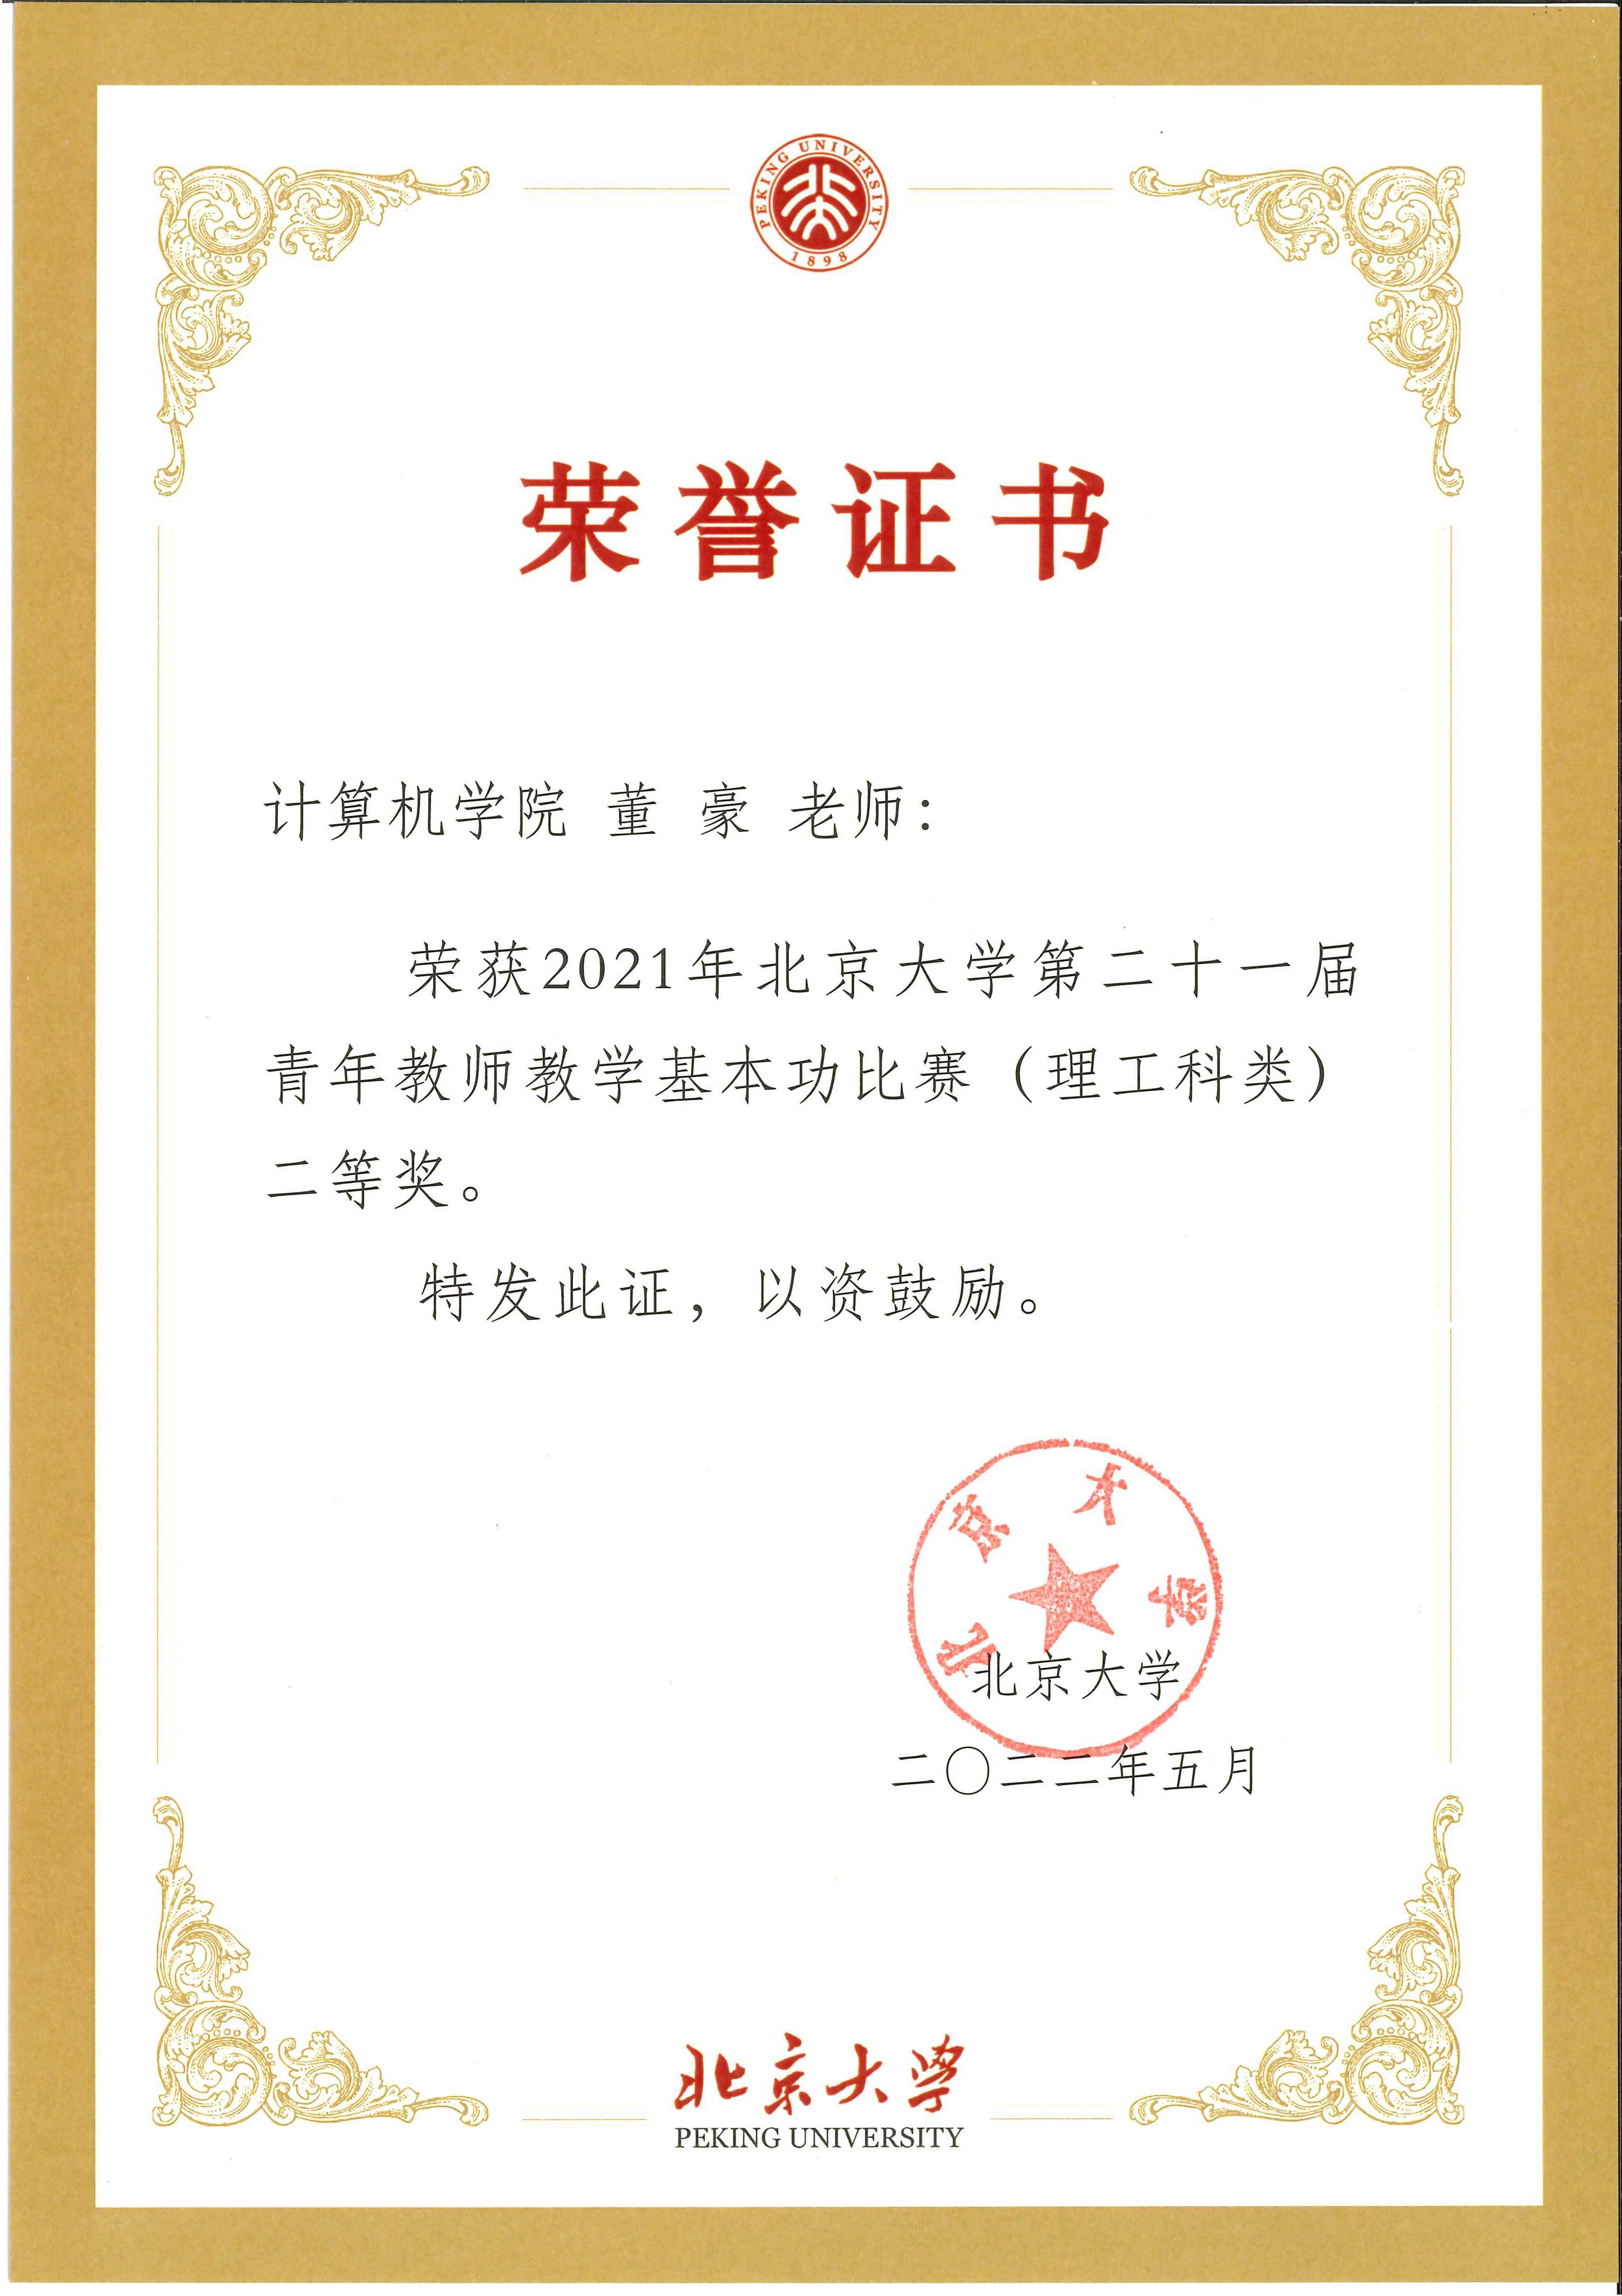 PEKING UNIVERSITY
1898
荣誉证书
计算机学院 董 豪 老师：
荣获2021年北京大学第二十一届
青年教师教学基本功比赛（理工科类）
二等奖。
特发此证，以资鼓励。
北京大学
北京大学
二〇二二年五月
北京大学
PEKING UNIVERSITY